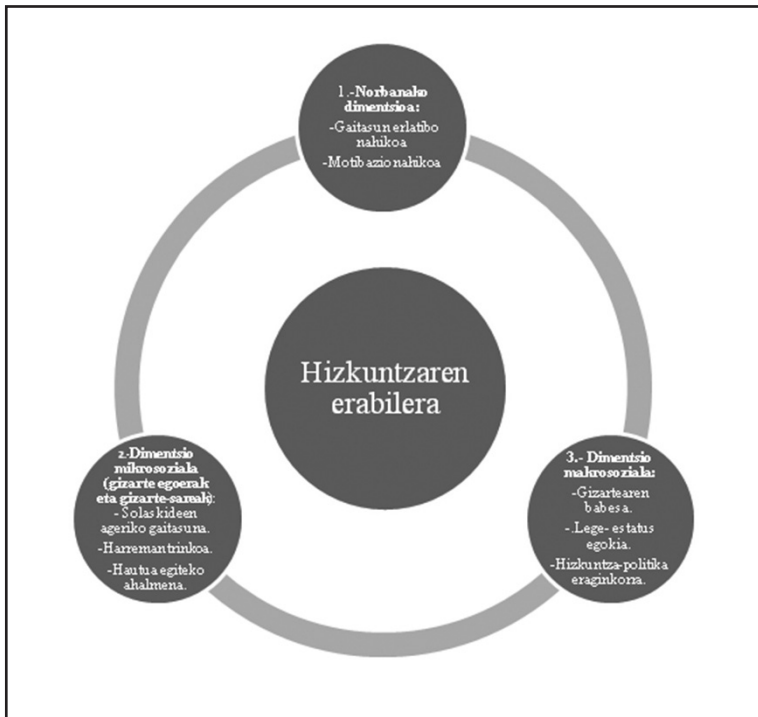 1.-Norbanako
dimentsioa:
-Gaitasun erlatibo
nahikoa
-Motibazio nahikoa
Hizkuntzaren
erabilera
2.-Dimentsio
mikrosoziala
(gizarte egoerak
eta gizarte-sareak):
- Solaskideen
ageriko gaitasuna.
-Harreman trinkoa.
-Hautua egiteko
ahalmena.
3.- Dimentsio
makrosoziala:
-Gizartearen
babesa.
-.Lege- estatus
egokia.
-Hizkuntza-politika
eraginkorra.